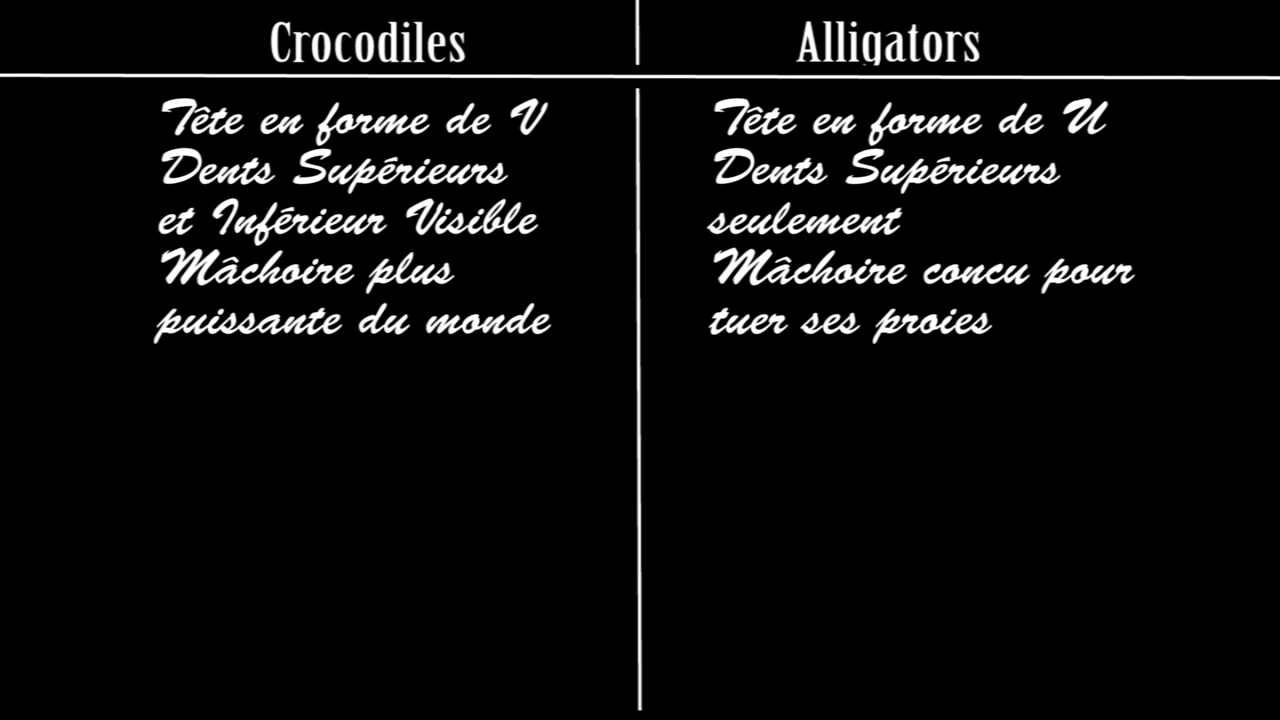 Crocodiles
Tête en forme de V
Dents Supérieurs
et Inférieur Visible
Mâchoire plus
puissante du monde
Alligators
Tête en forme de U
Dents Supérieurs
seulement
Mâchoire concu pour
tuer ses proies